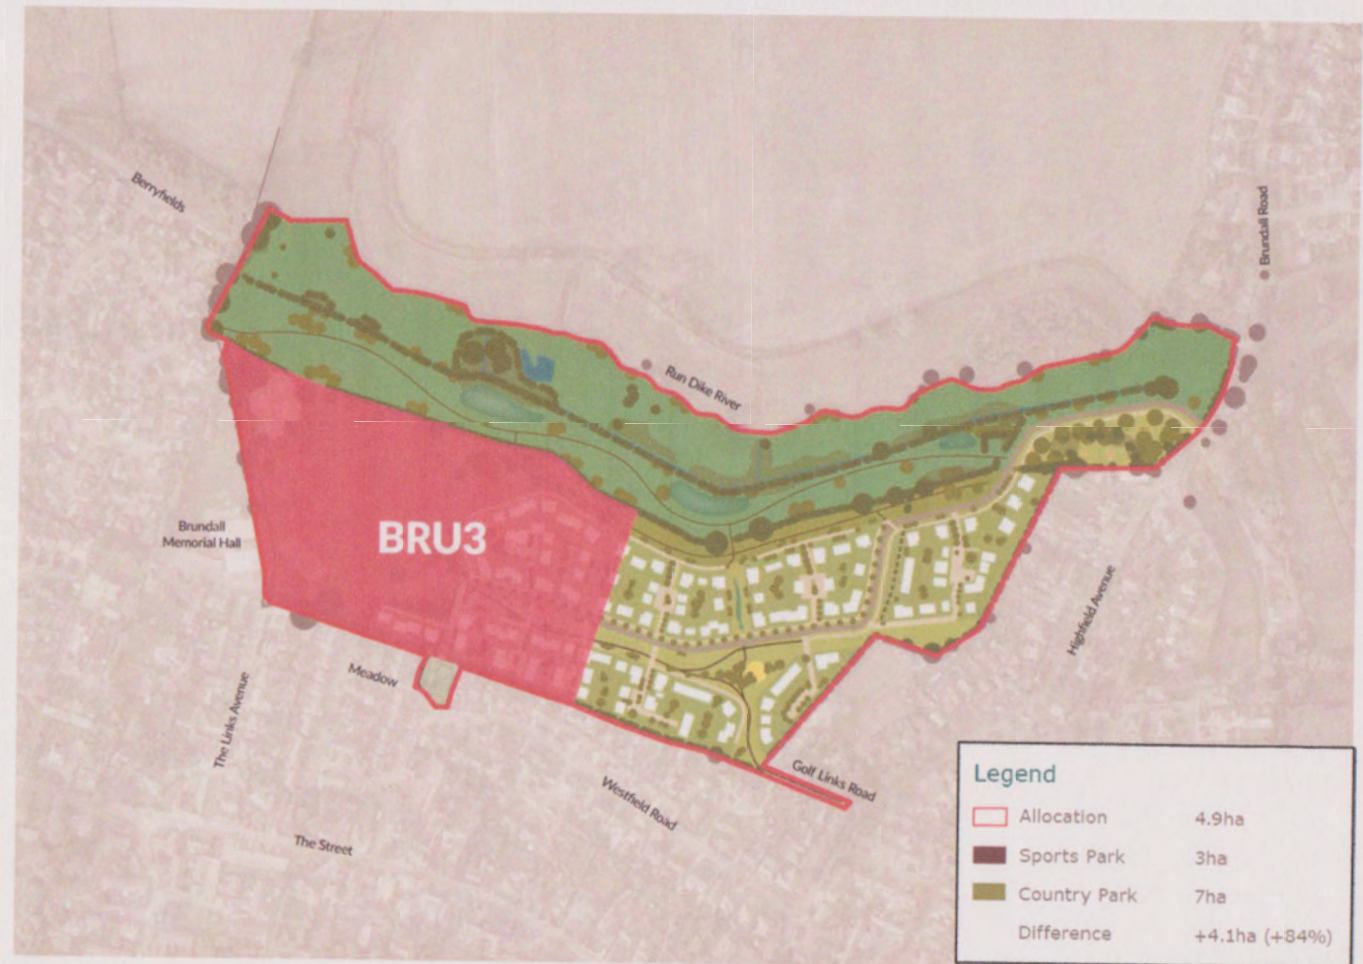 Berryfields
Brundall Road
Run Dike River
BRU3
Brundall
Memorial Hall
Highfield Avenue
Meadow
The Links Avenue
Golf Links Road
Westfield Road
The Street
Legend
Allocation 4.9ha
Sports Park 3ha
Country Park 7ha
Difference +4.1ha (+84%)